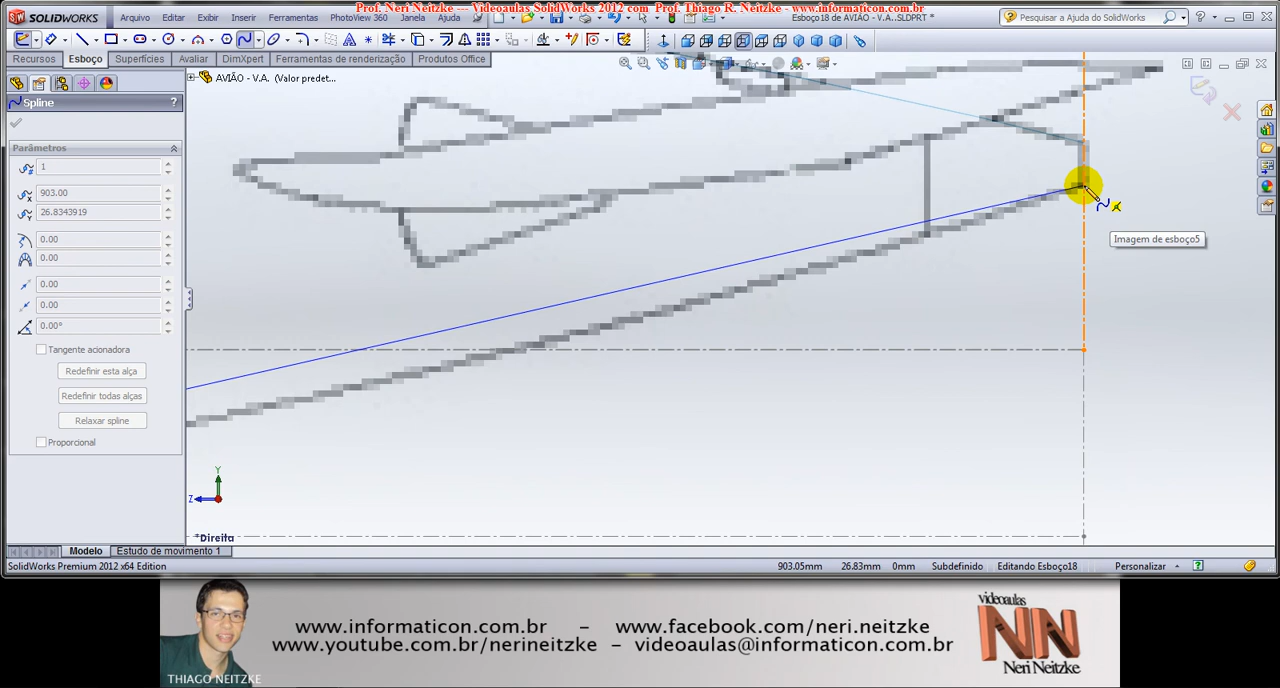 Prof. Neri Neitzke --- Videoaulas SolidWorks 2012 com Prof. Thiago R. Neitzke - www.informaticon.com.br
SOLIDWORKS
Arquivo Exibir Inserir Ferramentas PhotoView 360 Janela Ajuda
Esboço18 de AVIÃO - V.A..SLDPRT *
Pesquisar a Ajuda do SolidWorks
Recursos Esboço Superfícies Avaliar DimXpert Ferramentas de renderização Produtos Office
AVIÃO - V.A. (Valor predet...
Spline ?
Parâmetros
1
903.00
26.8343919
0.00
0.00
0.00
0.00
0.00°
Tangente acionadora
Redefinir esta alça
Redefinir todas alças
Relaxar spline
Proporcional
Imagem de esboço5
Y
Z
*Direita
Modelo Estudo de movimento 1
SolidWorks Premium 2012 x64 Edition 903.05mm 26.83mm 0mm Subdefinido Editando Esboço18 Personalizar
www.informaticon.com.br - www.facebook.com/neri.neitzke
www.youtube.com.br/nerineitzke - videoaulas@informaticon.com.br
THIAGO NEITZKE
videoaulas
NN
Neri Neitzke